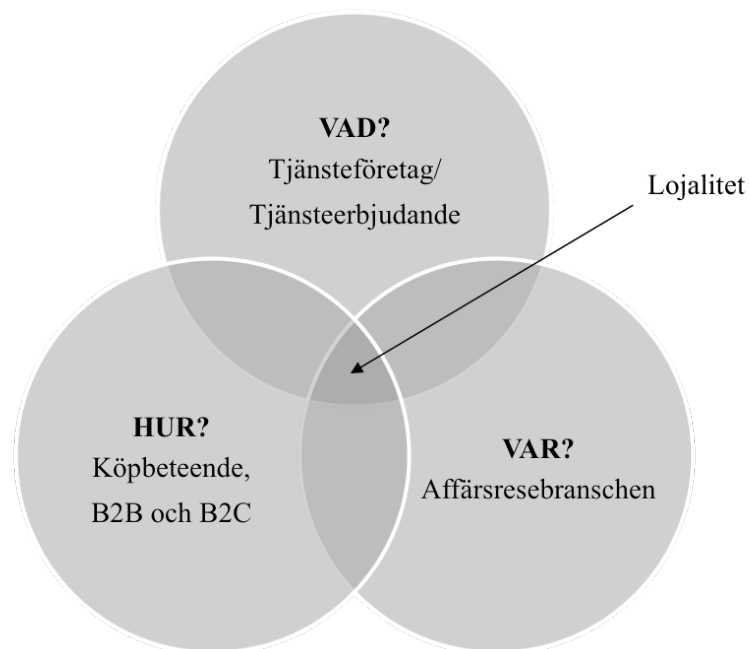 VAD?
Tjänsteföretag/
Tjänsteerbjudande
Lojalitet
HUR?
Köpbeteende,
B2B och B2C
VAR?
Affärsresebranschen